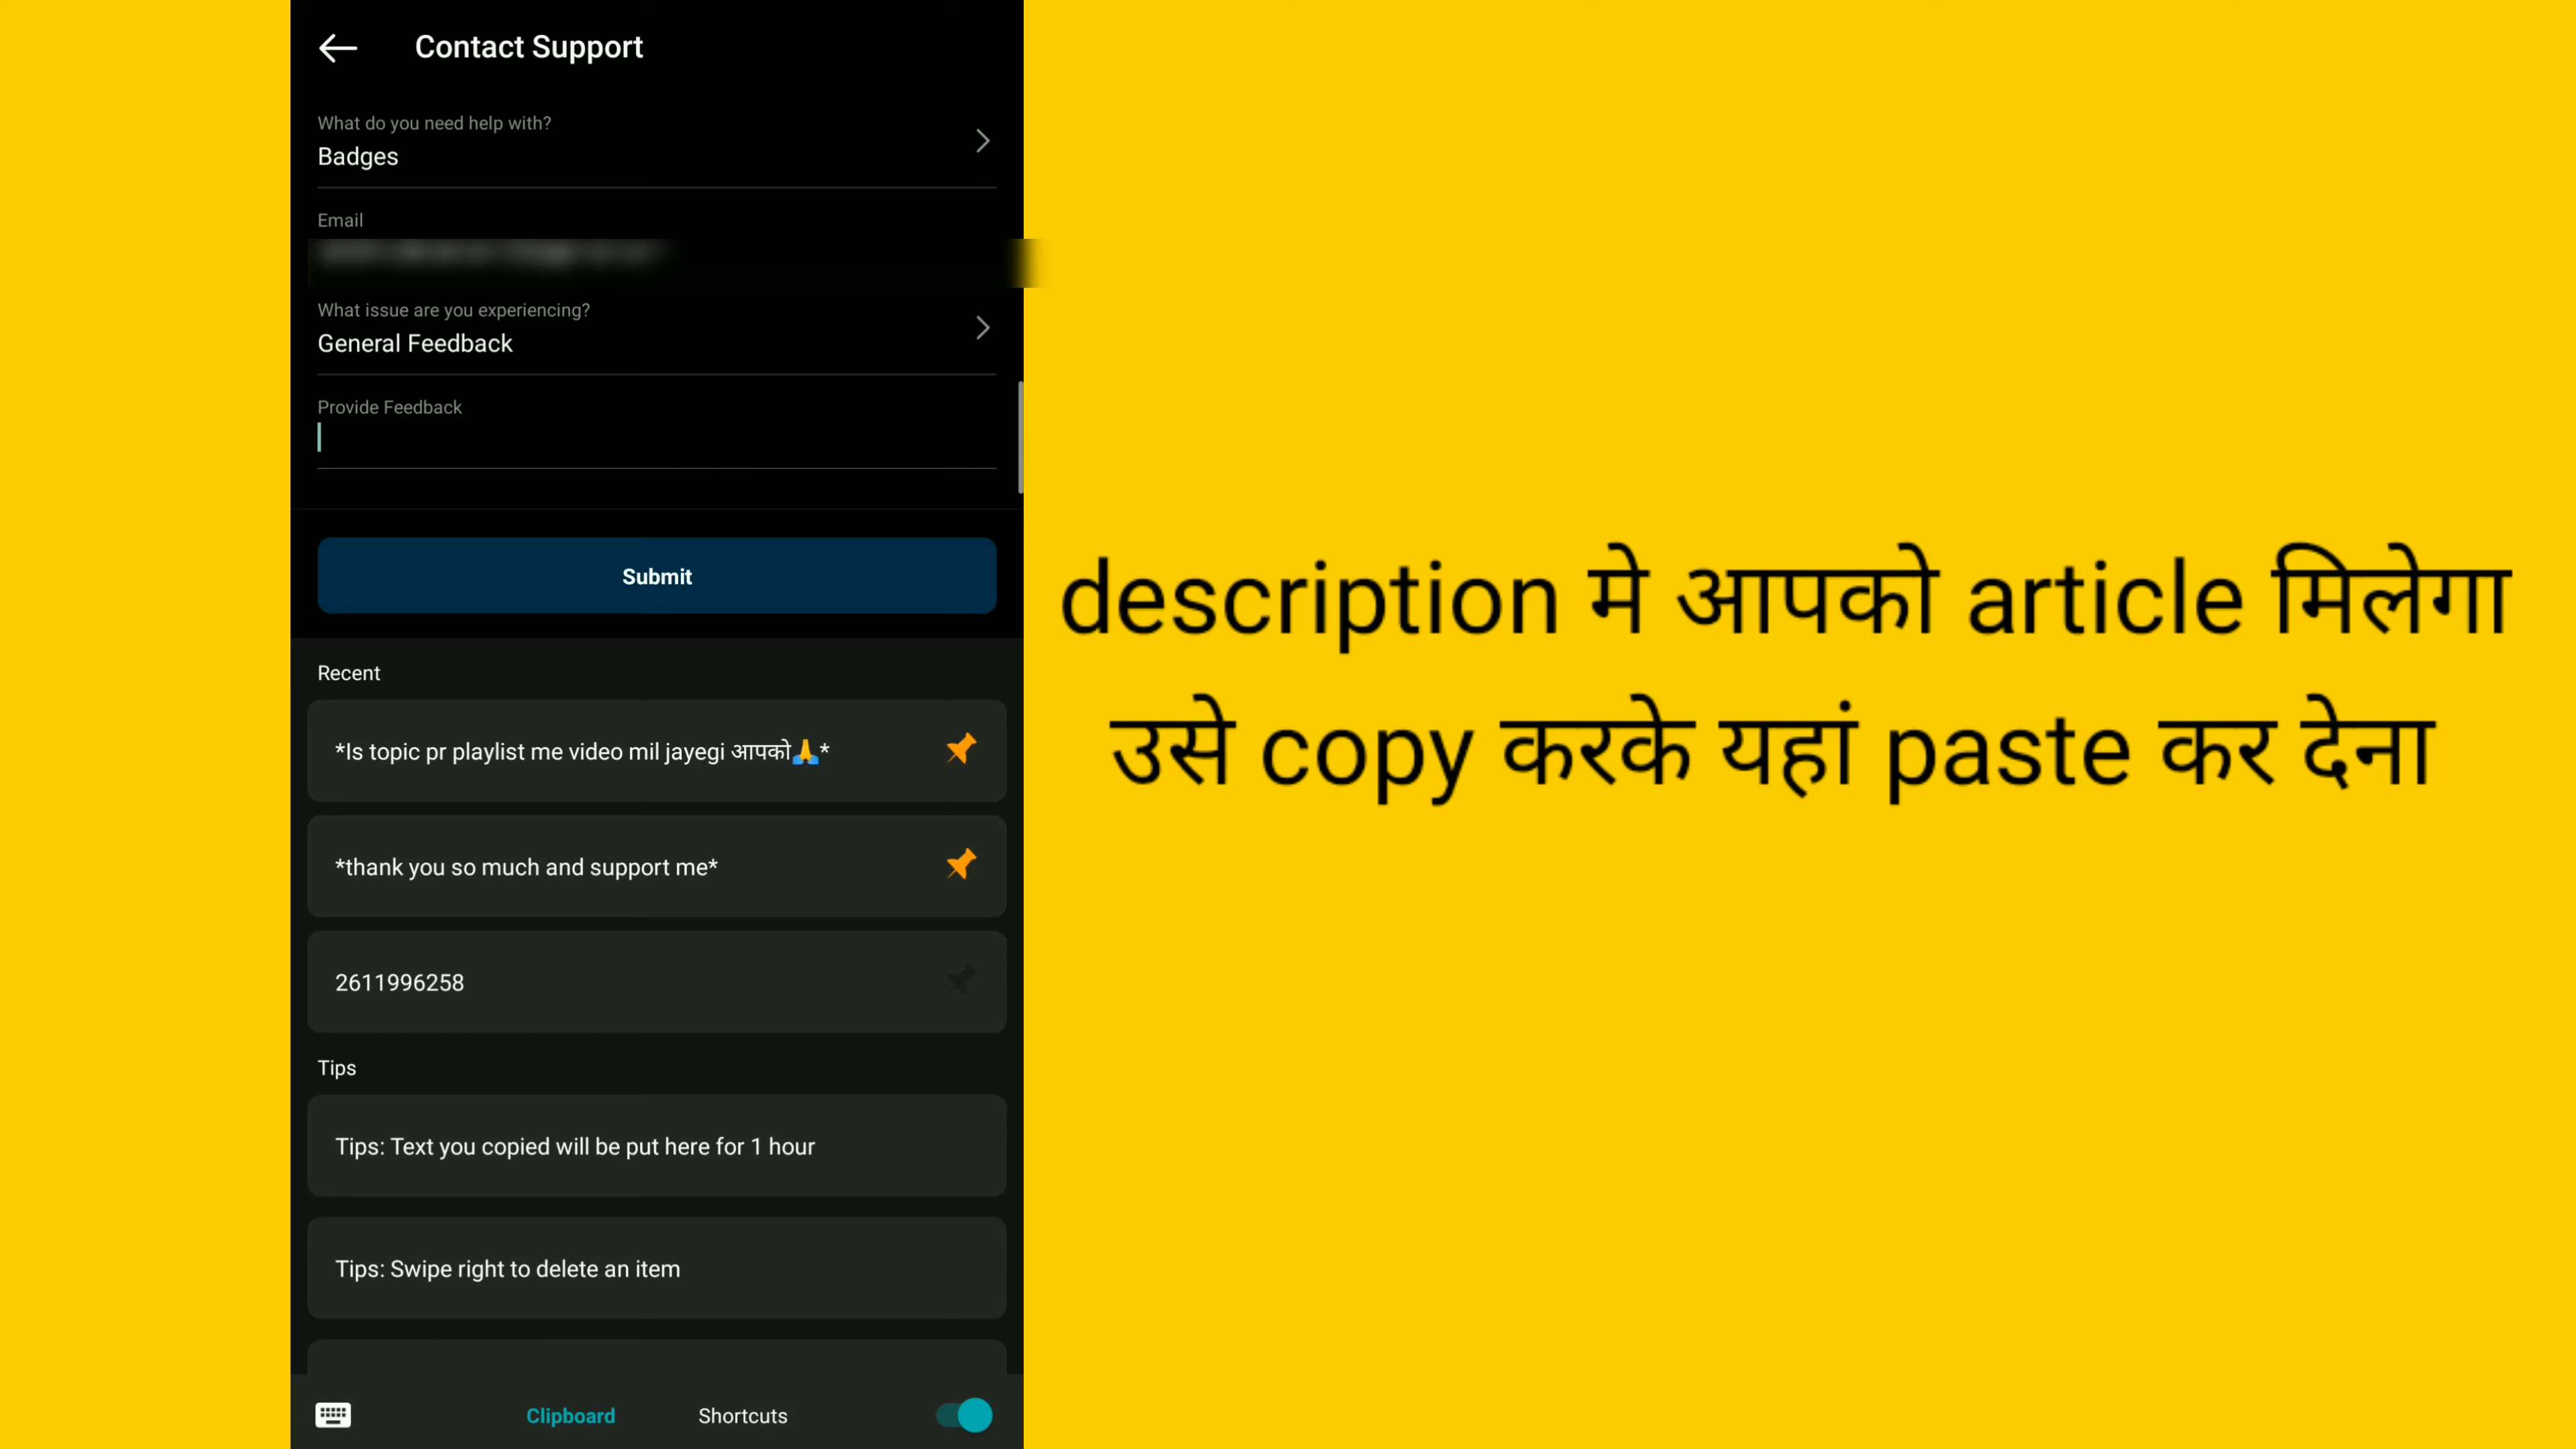 Contact Support
What do you need help with?
Badges
Email
What issue are you experiencing?
General Feedback
Provide Feedback
Submit
Recent
*Is topic pr playlist me video mil jayegi आपको🙏*
*thank you so much and support me*
2611996258
Tips
Tips: Text you copied will be put here for 1 hour
Tips: Swipe right to delete an item
Clipboard
Shortcuts
description मे आपको article मिलेगा
उसे copy करके यहां paste कर देना